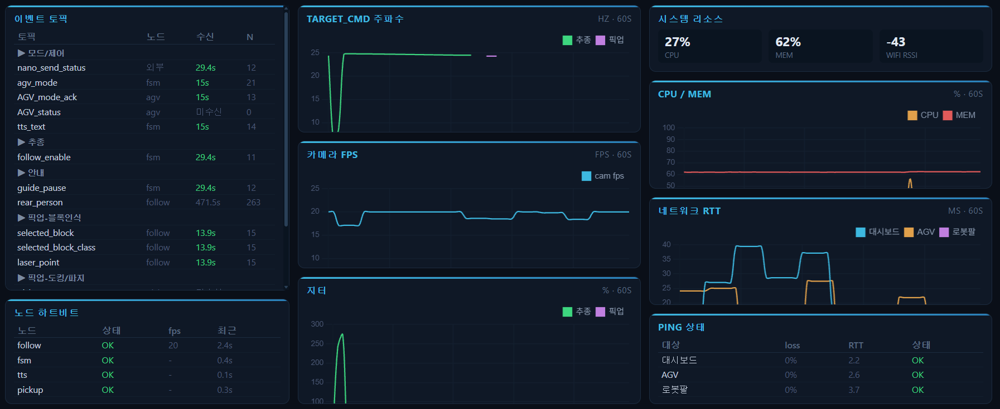 이벤트 토픽
토픽 노드 수신 N
▶ 모드/제어
nano_send_status 외부 29.4s 12
agv_mode fsm 15s 21
AGV_mode_ack agv 15s 13
AGV_status agv 미수신 0
tts_text fsm 15s 14
▶ 추종
follow_enable fsm 29.4s 11
▶ 안내
guide_pause fsm 29.4s 12
rear_person follow 471.5s 263
▶ 픽업-블록인식
selected_block follow 13.9s 15
selected_block_class follow 13.9s 15
laser_point follow 13.9s 15
▶ 픽업-도킹/파지
노드 하트비트
노드 상태 fps 최근
follow OK 20 2.4s
fsm OK - 0.4s
tts OK - 0.1s
pickup OK - 0.3s
TARGET_CMD 주파수 HZ · 60S
추종 픽업
25
20
15
10
카메라 FPS FPS · 60S
cam fps
25
20
15
10
지터 % · 60S
추종 픽업
300
250
200
150
100
시스템 리소스
27% 62% -43
CPU MEM WIFI RSSI
CPU / MEM % · 60S
CPU MEM
100
90
80
70
60
50
네트워크 RTT MS · 60S
대시보드 AGV 로봇팔
40
35
30
25
20
PING 상태
대상 loss RTT 상태
대시보드 0% 2.2 OK
AGV 0% 2.6 OK
로봇팔 0% 3.7 OK